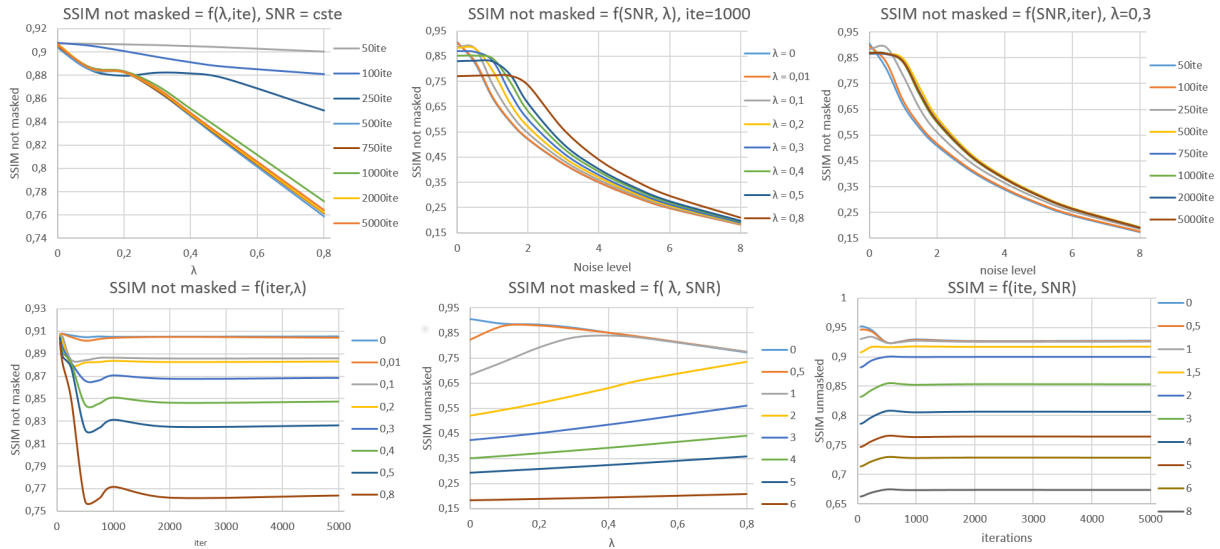 SSIM not masked = f(λ,ite), SNR = cste
SSIM not masked
0,92
0,9
0,88
0,86
0,84
0,82
0,8
0,78
0,76
0,74
0
0,2
0,4
0,6
0,8
λ
50ite
100ite
250ite
500ite
750ite
1000ite
2000ite
5000ite
SSIM not masked = f(SNR, λ), ite=1000
SSIM not masked
0,95
0,85
0,75
0,65
0,55
0,45
0,35
0,25
0,15
0
2
4
6
8
Noise level
λ = 0
λ = 0,01
λ = 0,1
λ = 0,2
λ = 0,3
λ = 0,4
λ = 0,5
λ = 0,8
SSIM not masked = f(SNR,iter), λ=0,3
SSIM not masked
0,95
0,85
0,75
0,65
0,55
0,45
0,35
0,25
0,15
0
2
4
6
8
noise level
50ite
100ite
250ite
500ite
750ite
1000ite
2000ite
5000ite
SSIM not masked = f(iter,λ)
SSIM not masked
0,93
0,91
0,89
0,87
0,85
0,83
0,81
0,79
0,77
0,75
0
1000
2000
3000
4000
5000
iter
0
0,01
0,1
0,2
0,3
0,4
0,5
0,8
SSIM not masked = f( λ, SNR)
SSIM unmasked
0,95
0,85
0,75
0,65
0,55
0,45
0,35
0,25
0,15
0
0,2
0,4
0,6
0,8
λ
0
0,5
1
2
3
4
5
6
SSIM = f(ite, SNR)
SSIM unmasked
1
0,95
0,9
0,85
0,8
0,75
0,7
0,65
0
1000
2000
3000
4000
5000
iterations
0
0,5
1
1,5
2
3
4
5
6
8